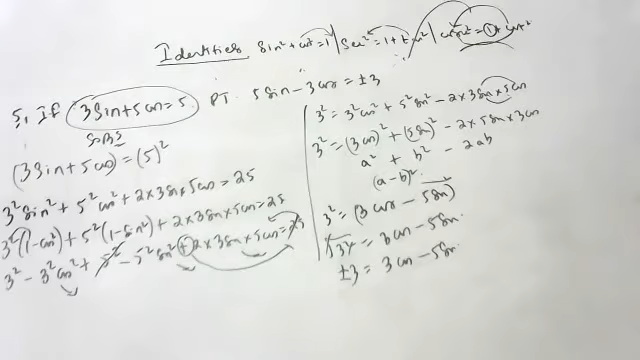 Identities Sin² + cos² = 1 | Sec² = 1 + tan² | cosec² = 1 + cot²
5, If 3Sin + 5cos = 5. PT. 5Sin - 3cos = ±3
SOBS
(3Sin + 5cos)² = (5)²
3²Sin² + 5²cos² + 2×3Sin×5cos = 25
3²(1-cos²) + 5²(1-Sin²) + 2×3Sin×5cos = 25
3² - 3²cos² + 5² - 5²Sin² + 2×3Sin×5cos = 25
3² = 3²cos² + 5²Sin² - 2×3Sin×5cos
3² = (3cos)² + (5Sin)² - 2×5Sin×3cos
a² + b² - 2ab
(a-b)²
3² = (3cos - 5Sin)²
√3² = 3cos - 5Sin.
±3 = 3cos - 5Sin.